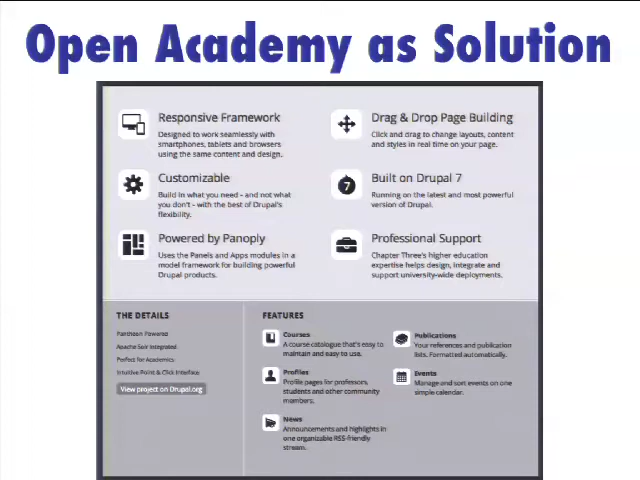 Open Academy as Solution
Responsive Framework
Designed to work seamlessly with
smartphones, tablets and browsers
using the same content and design.
Drag & Drop Page Building
Click and drag to change layouts, content
and styles in real time on your page.
Customizable
Build in what you need - and not what
you don't - with the best of Drupal's
flexibility.
Built on Drupal 7
7
Running on the latest and most powerful
version of Drupal.
Powered by Panoply
Uses the Panels and Apps modules in a
model framework for building powerful
Drupal products.
Professional Support
Chapter Three's higher education
expertise helps design, integrate and
support university-wide deployments.
THE DETAILS
Pantheon Powered
Apache Solr Integrated
Perfect for Academics
Intuitive Point & Click Interface
View project on Drupal.org
FEATURES
Courses
A course catalogue that's easy to
maintain and easy to use.
Publications
Your references and publication
lists. Formatted automatically.
Profiles
Profile pages for professors,
students and other community
members.
Events
Manage and sort events on one
simple calendar.
News
Announcements and highlights in
one organizable RSS-friendly
stream.